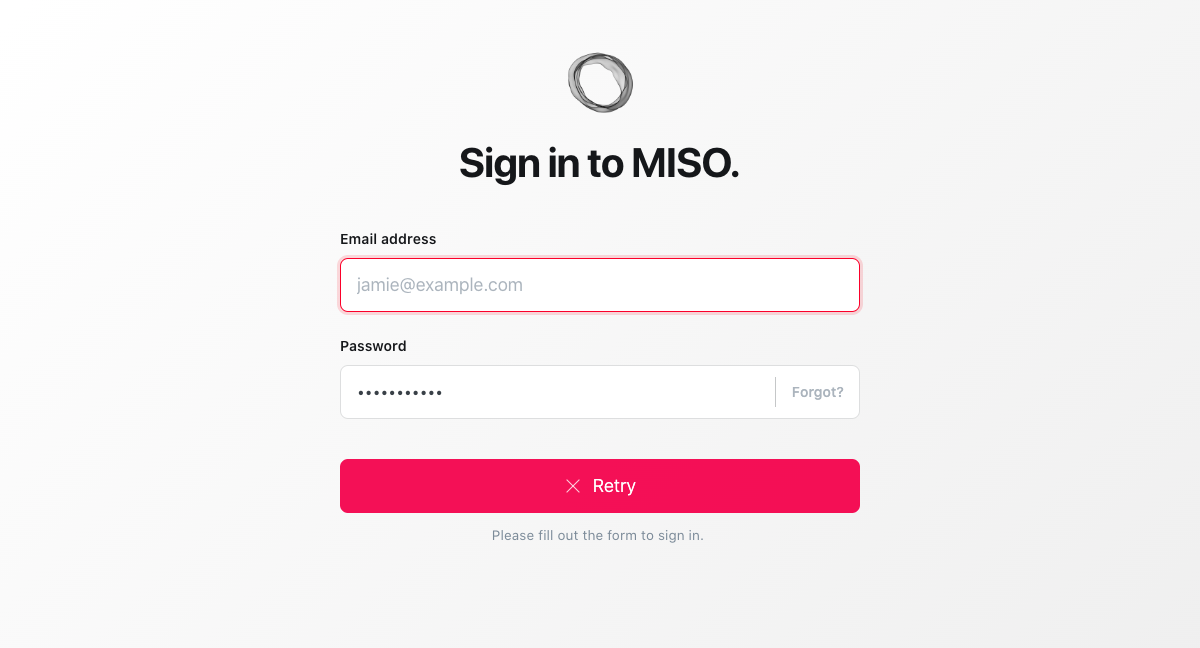 Sign in to MISO.
Email address
jamie@example.com
Password
•••••••••••
Forgot?
Retry
Please fill out the form to sign in.